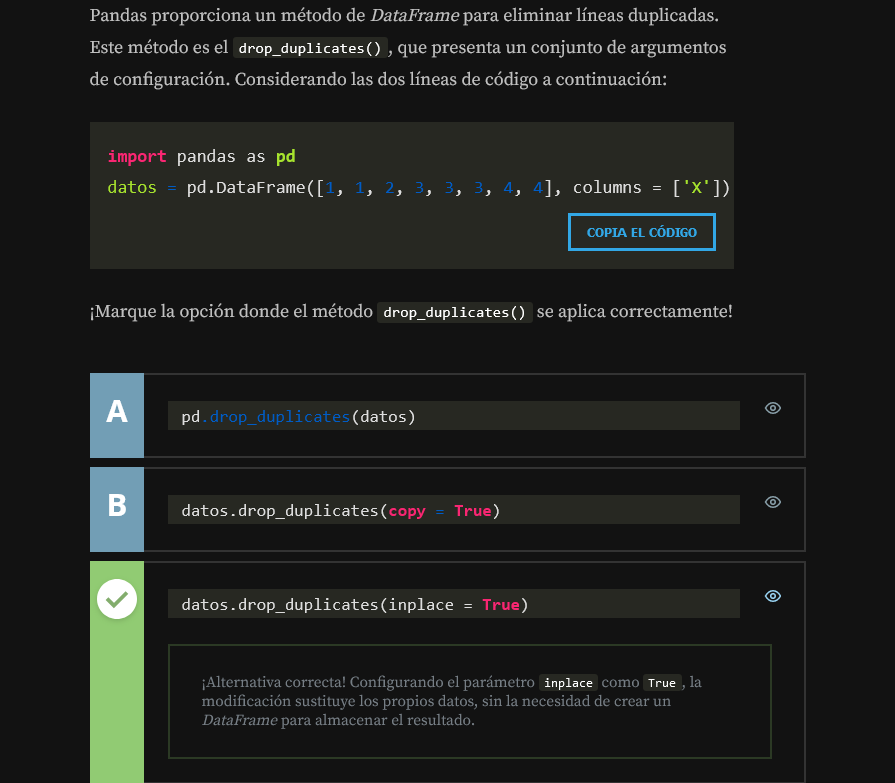 Pandas proporciona un método de DataFrame para eliminar líneas duplicadas.
Este método es el drop_duplicates(), que presenta un conjunto de argumentos
de configuración. Considerando las dos líneas de código a continuación:
import pandas as pd
datos = pd.DataFrame([1, 1, 2, 3, 3, 3, 4, 4], columns = ['X'])
COPIA EL CÓDIGO
¡Marque la opción donde el método drop_duplicates() se aplica correctamente!
A
pd.drop_duplicates(datos)
B
datos.drop_duplicates(copy = True)
datos.drop_duplicates(inplace = True)
¡Alternativa correcta! Configurando el parámetro inplace como True, la
modificación sustituye los propios datos, sin la necesidad de crear un
DataFrame para almacenar el resultado.